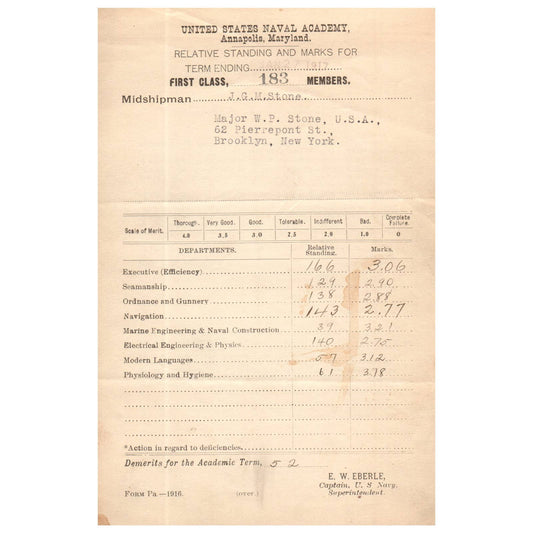 UNITED STATES NAVAL ACADEMY,
Annapolis, Maryland.
RELATIVE STANDING AND MARKS FOR
TERM ENDING 1917
FIRST CLASS, 183 MEMBERS.
Midshipman J.G.M.Stone.
Major W.P. Stone, U.S.A.,
62 Pierrepont St.,
Brooklyn, New York.
Scale of Merit. Thorough. Very Good. Good. Tolerable. Indifferent Bad. Complete Failure.
4.0 3.5 3.0 2.5 2.0 1.0 0
DEPARTMENTS. Relative Standing. Marks.
Executive (Efficiency) 166 3.06
Seamanship 129 2.90
Ordnance and Gunnery 138 2.88
Navigation 143 2.77
Marine Engineering & Naval Construction 39 3.21
Electrical Engineering & Physics 140 2.75
Modern Languages 57 3.12
Physiology and Hygiene 61 3.78
*Action in regard to deficiencies
Demerits for the Academic Term, 52
E. W. EBERLE,
Captain, U. S. Navy,
Superintendent.
FORM Pa—1916. (over.)